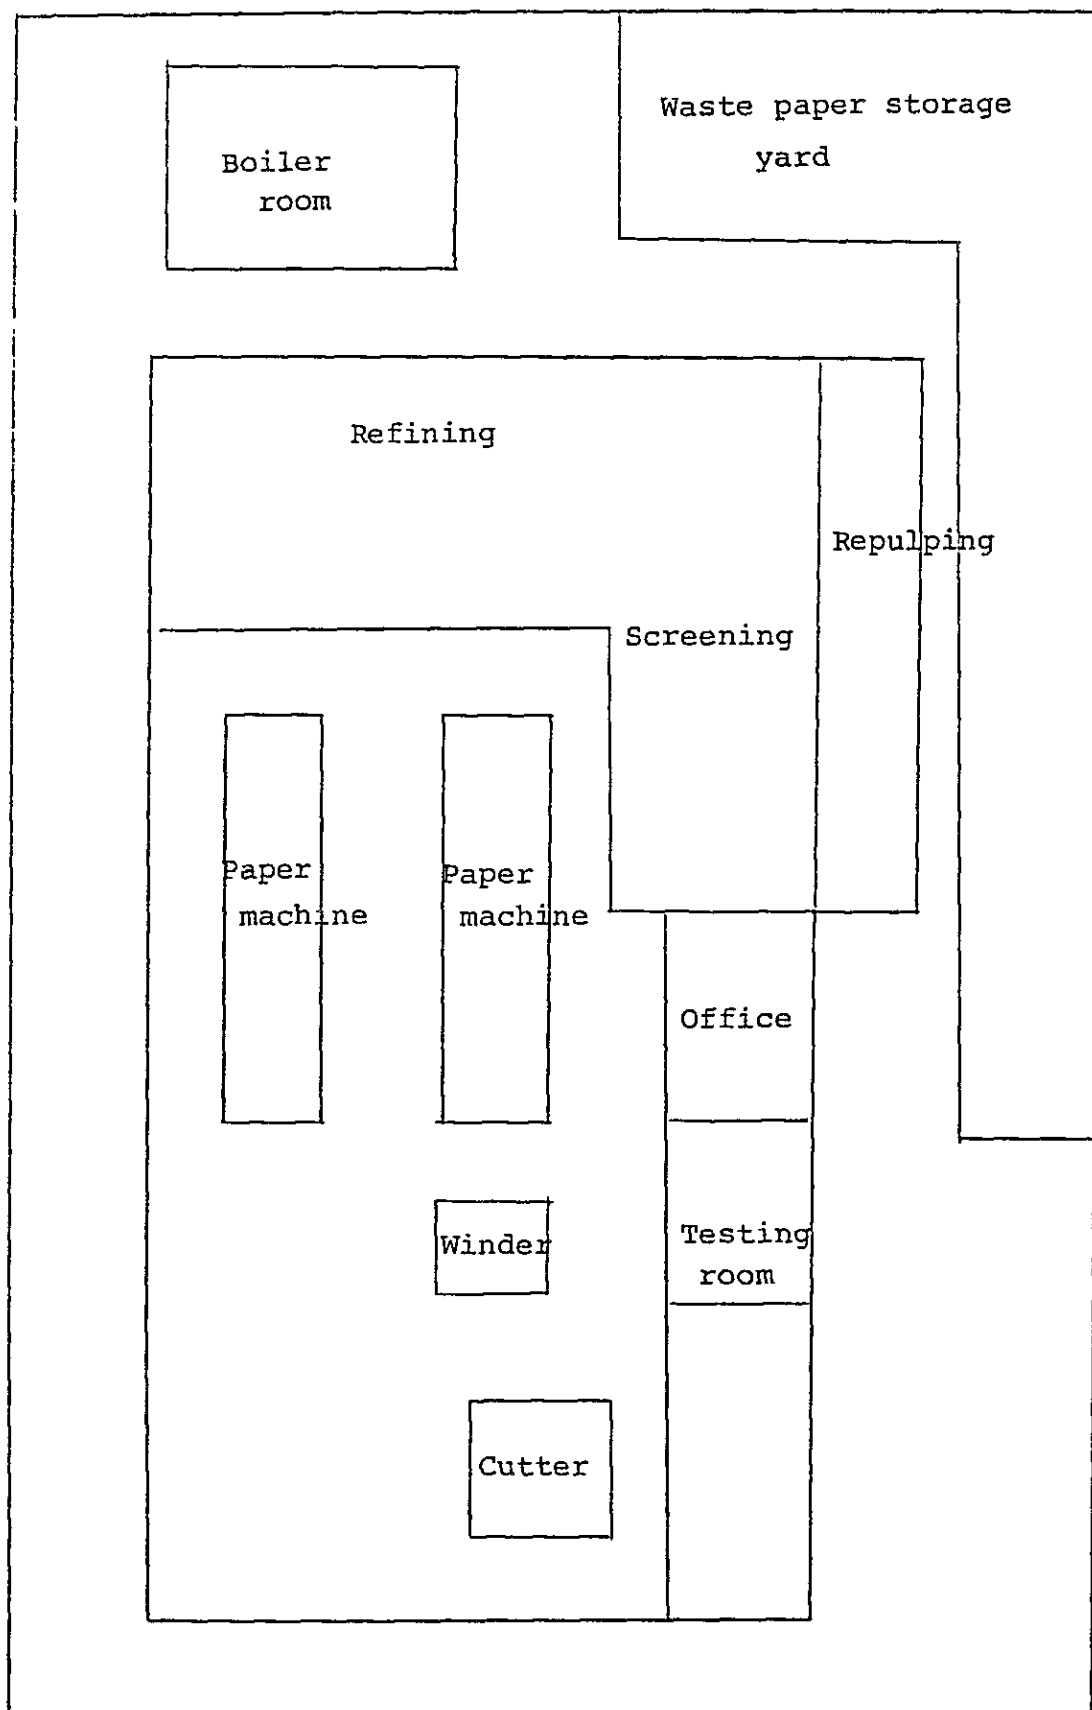 Waste paper storage
yard
Boiler
room
Refining
Repulping
Screening
Paper
machine
Paper
machine
Office
Winder
Testing
room
Cutter